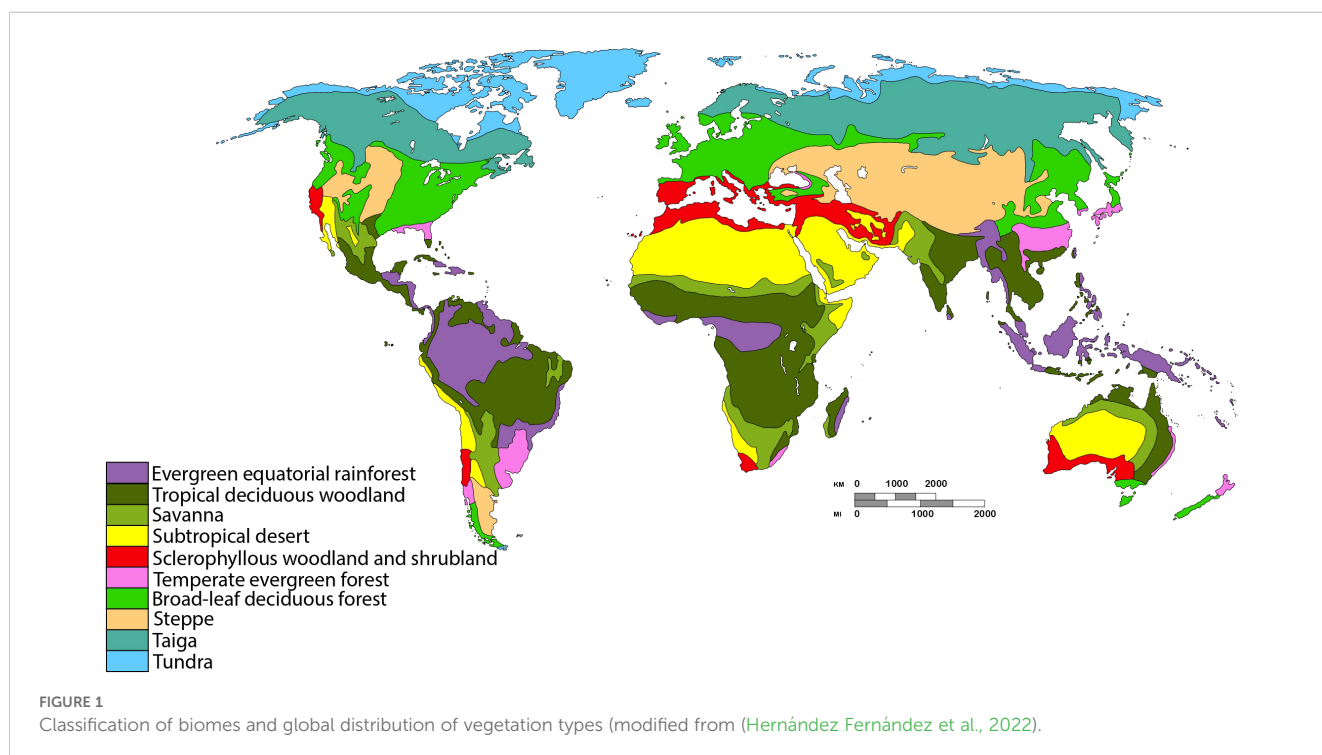 Evergreen equatorial rainforest
Tropical deciduous woodland
Savanna
Subtropical desert
Sclerophyllous woodland and shrubland
Temperate evergreen forest
Broad-leaf deciduous forest
Steppe
Taiga
Tundra
KM 0 1000 2000
MI 0 1000 2000
FIGURE 1
Classification of biomes and global distribution of vegetation types (modified from (Hernández Fernández et al., 2022).